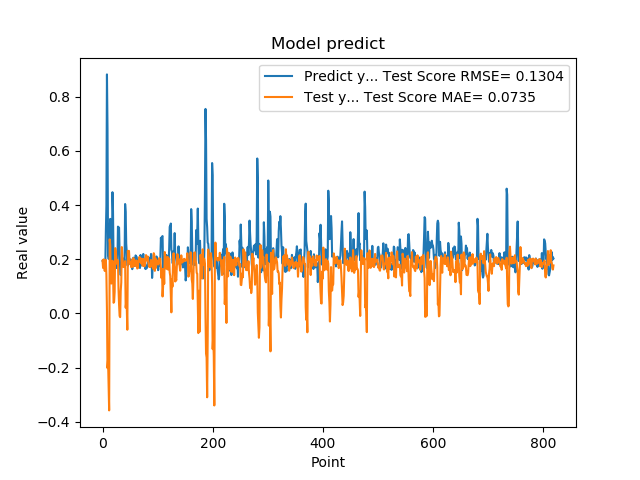 Model predict
Predict y... Test Score RMSE= 0.1304
Test y... Test Score MAE= 0.0735
0.8
0.6
0.4
0.2
0.0
−0.2
−0.4
Real value
0 200 400 600 800
Point